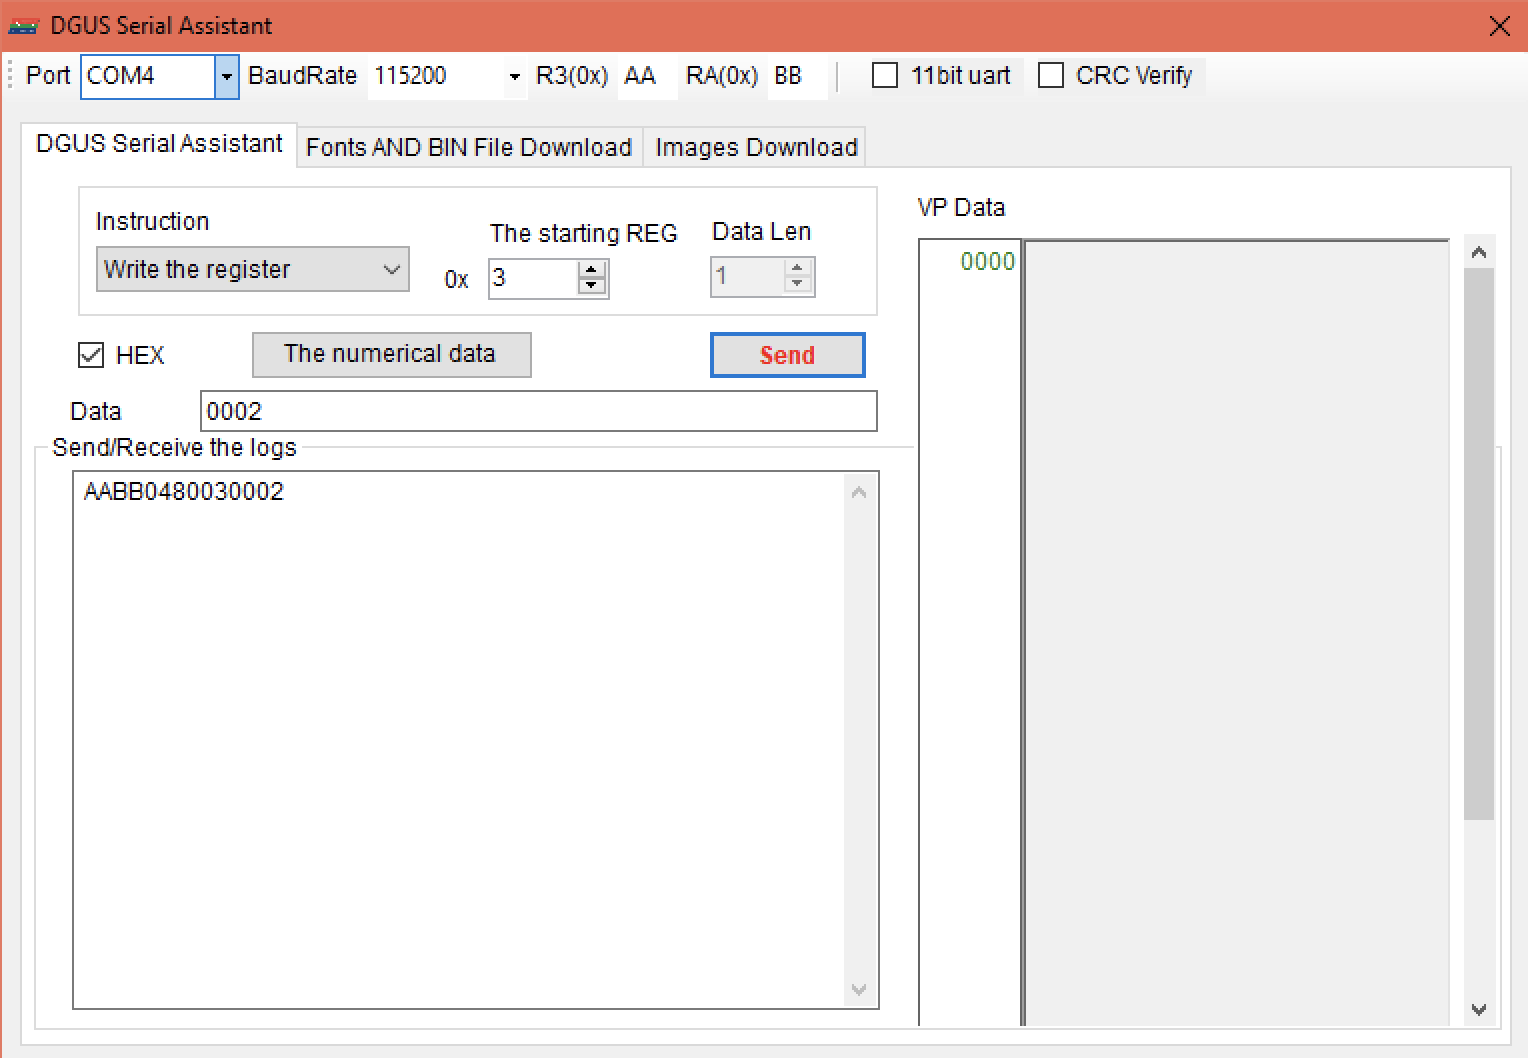 DGUS Serial Assistant
Port COM4 BaudRate 115200 R3(0x) AA RA(0x) BB 11bit uart CRC Verify
DGUS Serial Assistant Fonts AND BIN File Download Images Download
Instruction
The starting REG Data Len
Write the register 0x 3 1
HEX The numerical data Send
Data 0002
Send/Receive the logs
AABB0480030002
VP Data
0000